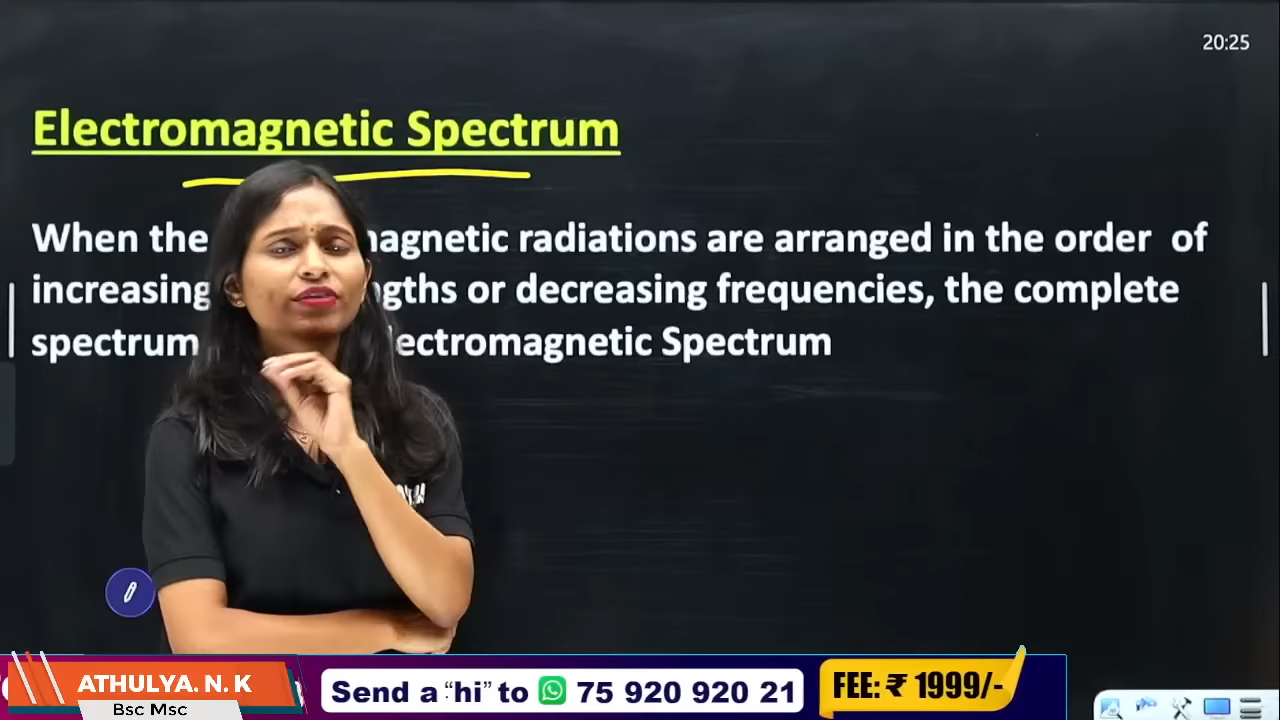 20:25
Electromagnetic Spectrum
When the magnetic radiations are arranged in the order of
increasing ngths or decreasing frequencies, the complete
spectrum ectromagnetic Spectrum
ATHULYA. N. K
Bsc Msc
Send a “hi” to 75 920 920 21
FEE: ₹ 1999/-